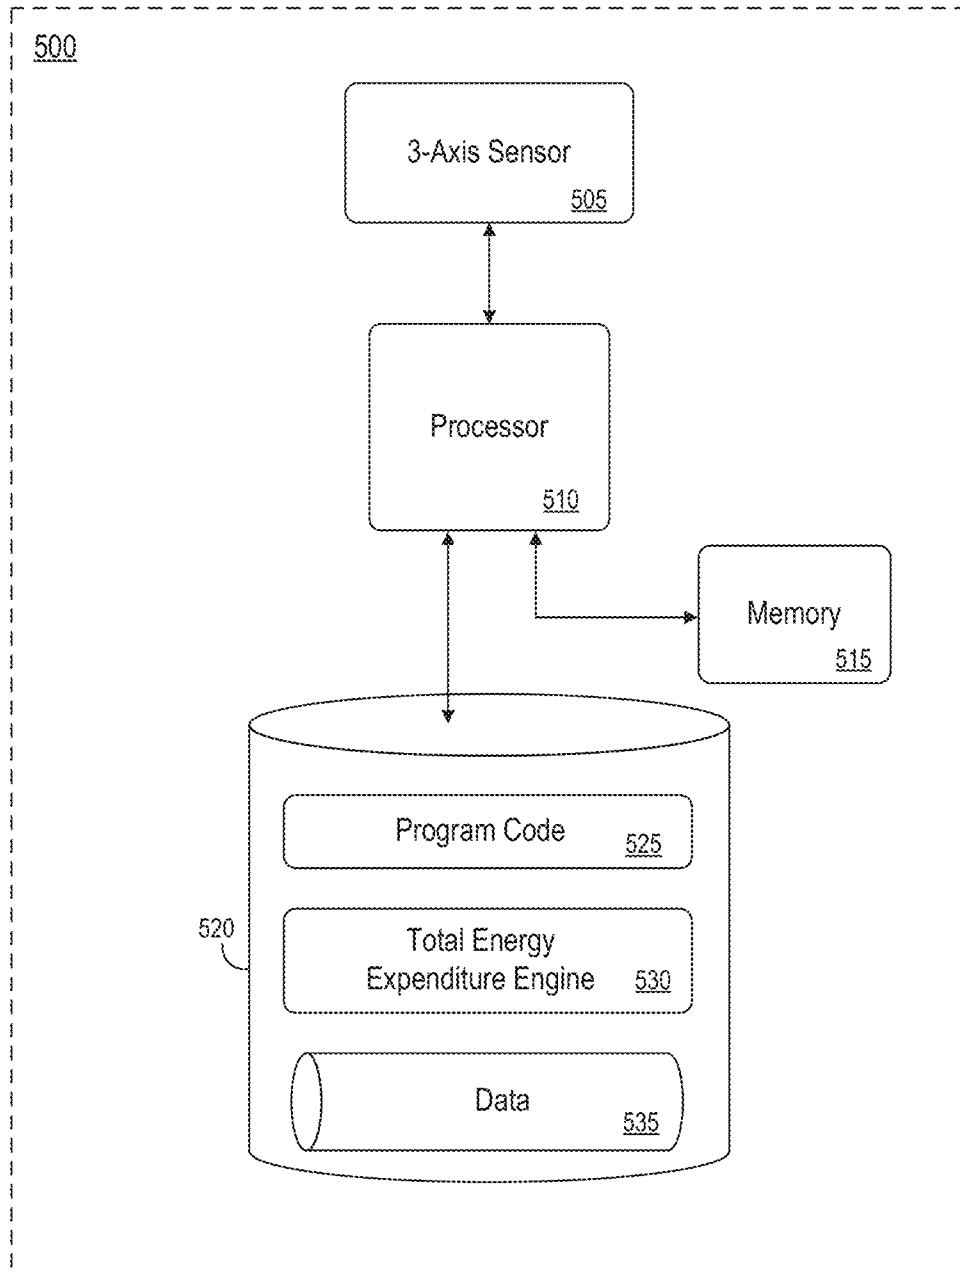 500
3-Axis Sensor
505
Processor
510
Memory
515
Program Code
525
520
Total Energy
Expenditure Engine
530
Data
535